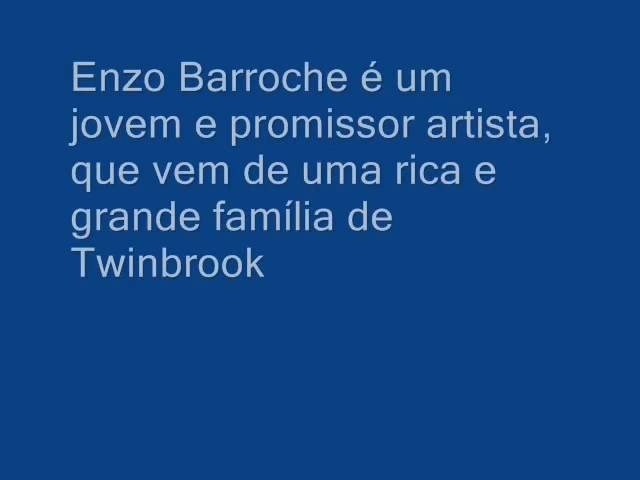 Enzo Barroche é um
jovem e promissor artista,
que vem de uma rica e
grande família de
Twinbrook